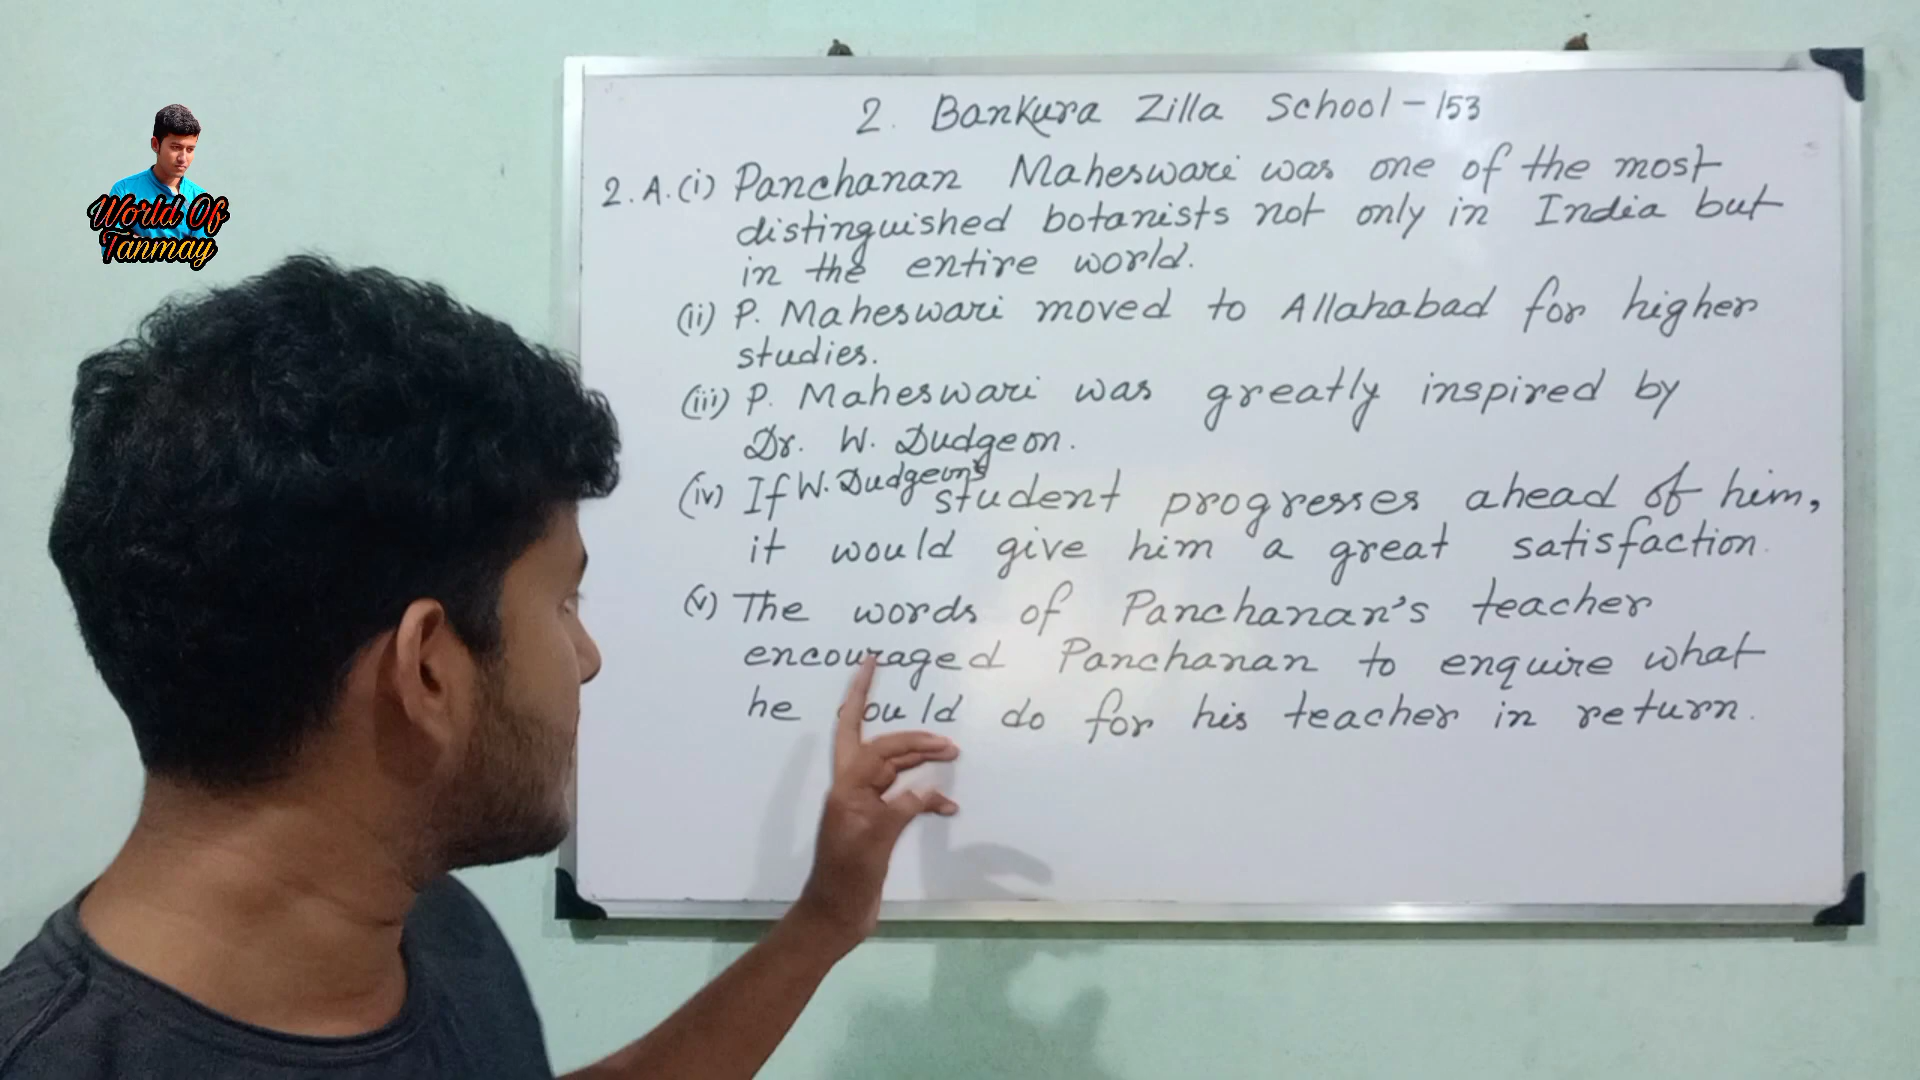 World Of
Tanmay
2. Bankura Zilla School - 153
2. A. (i) Panchanan Maheswari was one of the most
distinguished botanists not only in India but
in the entire world.
(ii) P. Maheswari moved to Allahabad for higher
studies.
(iii) P. Maheswari was greatly inspired by
Dr. W. Dudgeon.
(iv) If W. Dudgeon's student progresses ahead of him,
it would give him a great satisfaction.
(v) The words of Panchanan's teacher
encouraged Panchanan to enquire what
he could do for his teacher in return.